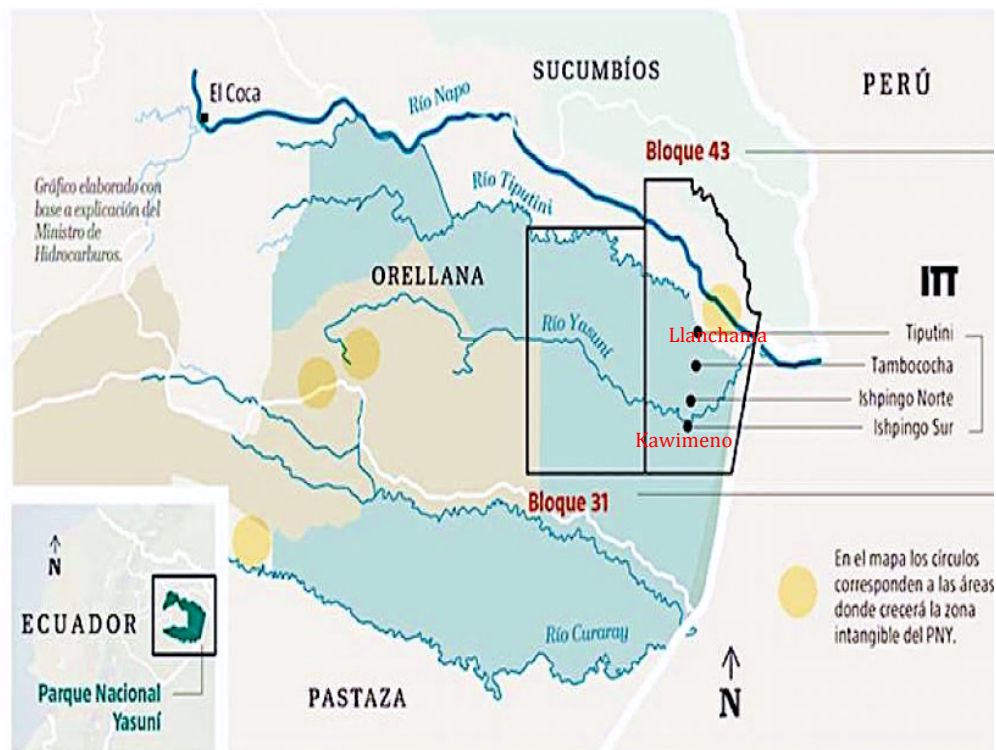 SUCUMBÍOS
PERÚ
El Coca
Río Napo
Bloque 43
Gráfico elaborado con
base a explicación del
Ministro de
Hidrocarburos.
Río Tiputini
ORELLANA
ITT
Río Yasuní
Llanchama
Tiputini
Tambococha
Ishpingo Norte
Ishpingo Sur
Kawimeno
Bloque 31
En el mapa los círculos
corresponden a las áreas
donde crecerá la zona
intangible del PNY.
N
ECUADOR
Parque Nacional
Yasuní
Río Curaray
PASTAZA
N